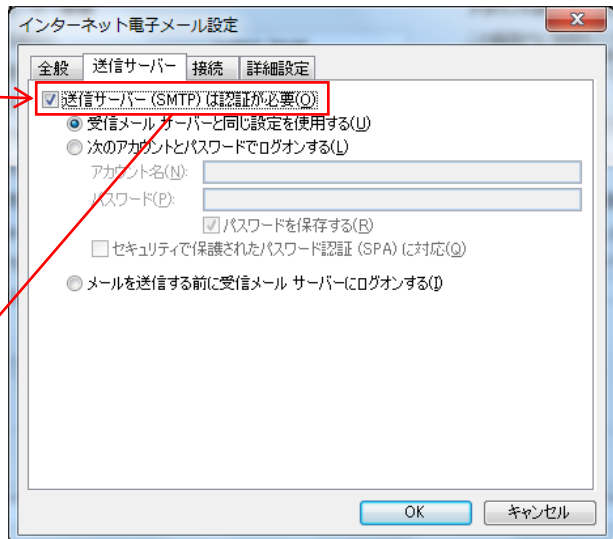 インターネット電子メール設定
全般 送信サーバー 接続 詳細設定
送信サーバー (SMTP) は認証が必要(O)
受信メール サーバーと同じ設定を使用する(U)
次のアカウントとパスワードでログオンする(L)
アカウント名(N):
パスワード(P):
パスワードを保存する(R)
セキュリティで保護されたパスワード認証 (SPA) に対応(Q)
メールを送信する前に受信メール サーバーにログオンする(I)
OK キャンセル